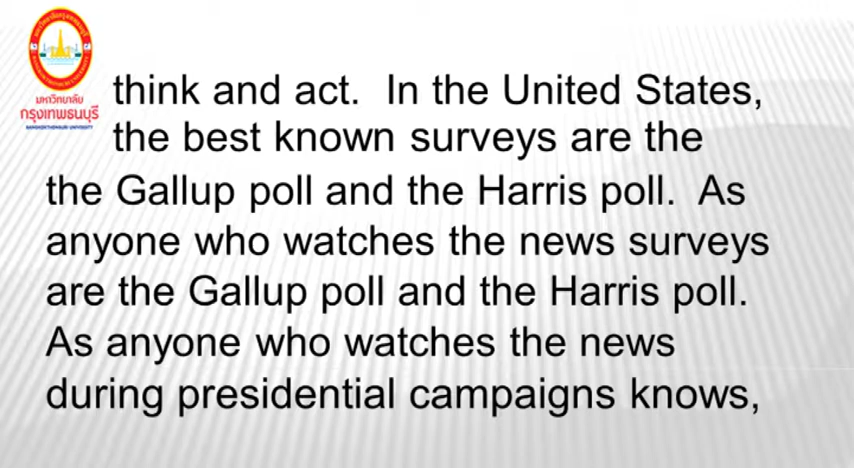 มหาวิทยาลัย
กรุงเทพธนบุรี
BANGKOKTHONBURI UNIVERSITY
think and act. In the United States,
the best known surveys are the
the Gallup poll and the Harris poll. As
anyone who watches the news surveys
are the Gallup poll and the Harris poll.
As anyone who watches the news
during presidential campaigns knows,